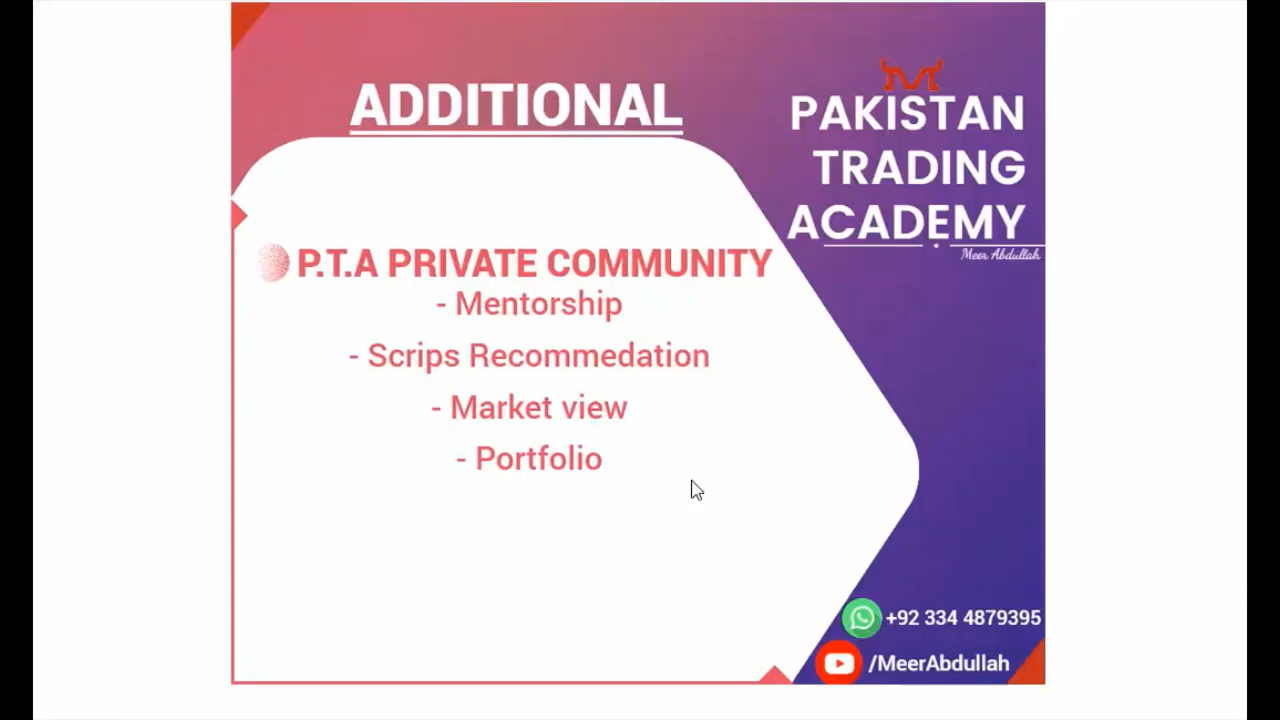 ADDITIONAL
PAKISTAN
TRADING
ACADEMY
Meer Abdullah
P.T.A PRIVATE COMMUNITY
- Mentorship
- Scrips Recommedation
- Market view
- Portfolio
+92 334 4879395
/MeerAbdullah